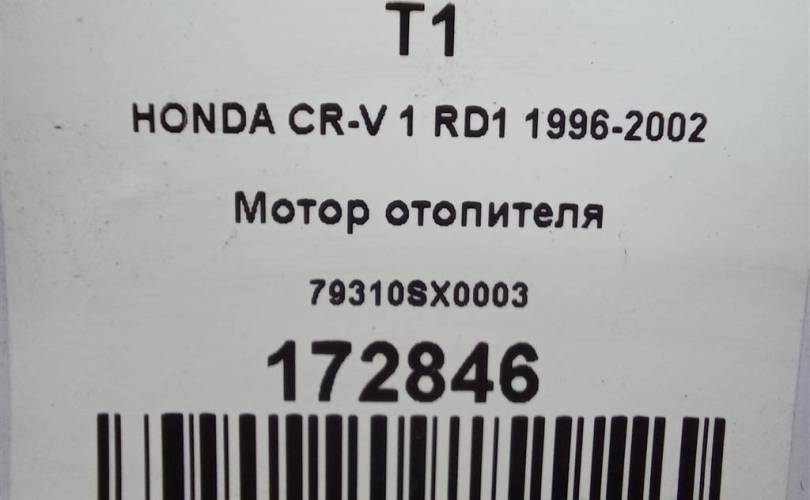 T1
HONDA CR-V 1 RD1 1996-2002
Мотор отопителя
79310SX0003
172846